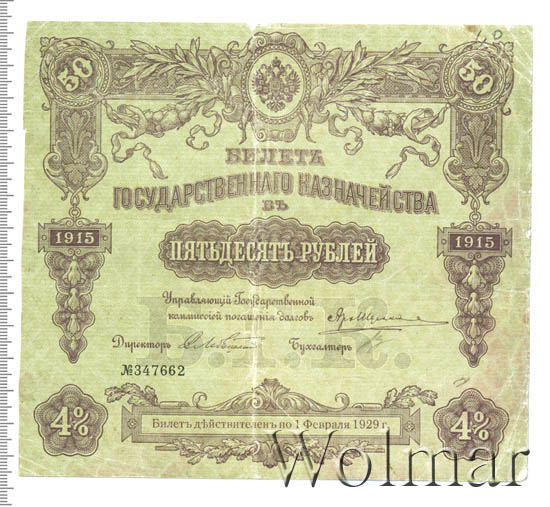 50 50
БИЛЕТЪ
ГОСУДАРСТВЕННАГО КАЗНАЧЕЙСТВА
ВЪ
1915 1915
ПЯТЬДЕСЯТЪ РУБЛЕЙ
Управляющій Государственной
коммиссіей погашенія долговъ
Директоръ Бухгалтеръ
№347662
4% 4%
Билетъ дѣйствителенъ по 1 Февраля 1929 г.
Wolmar